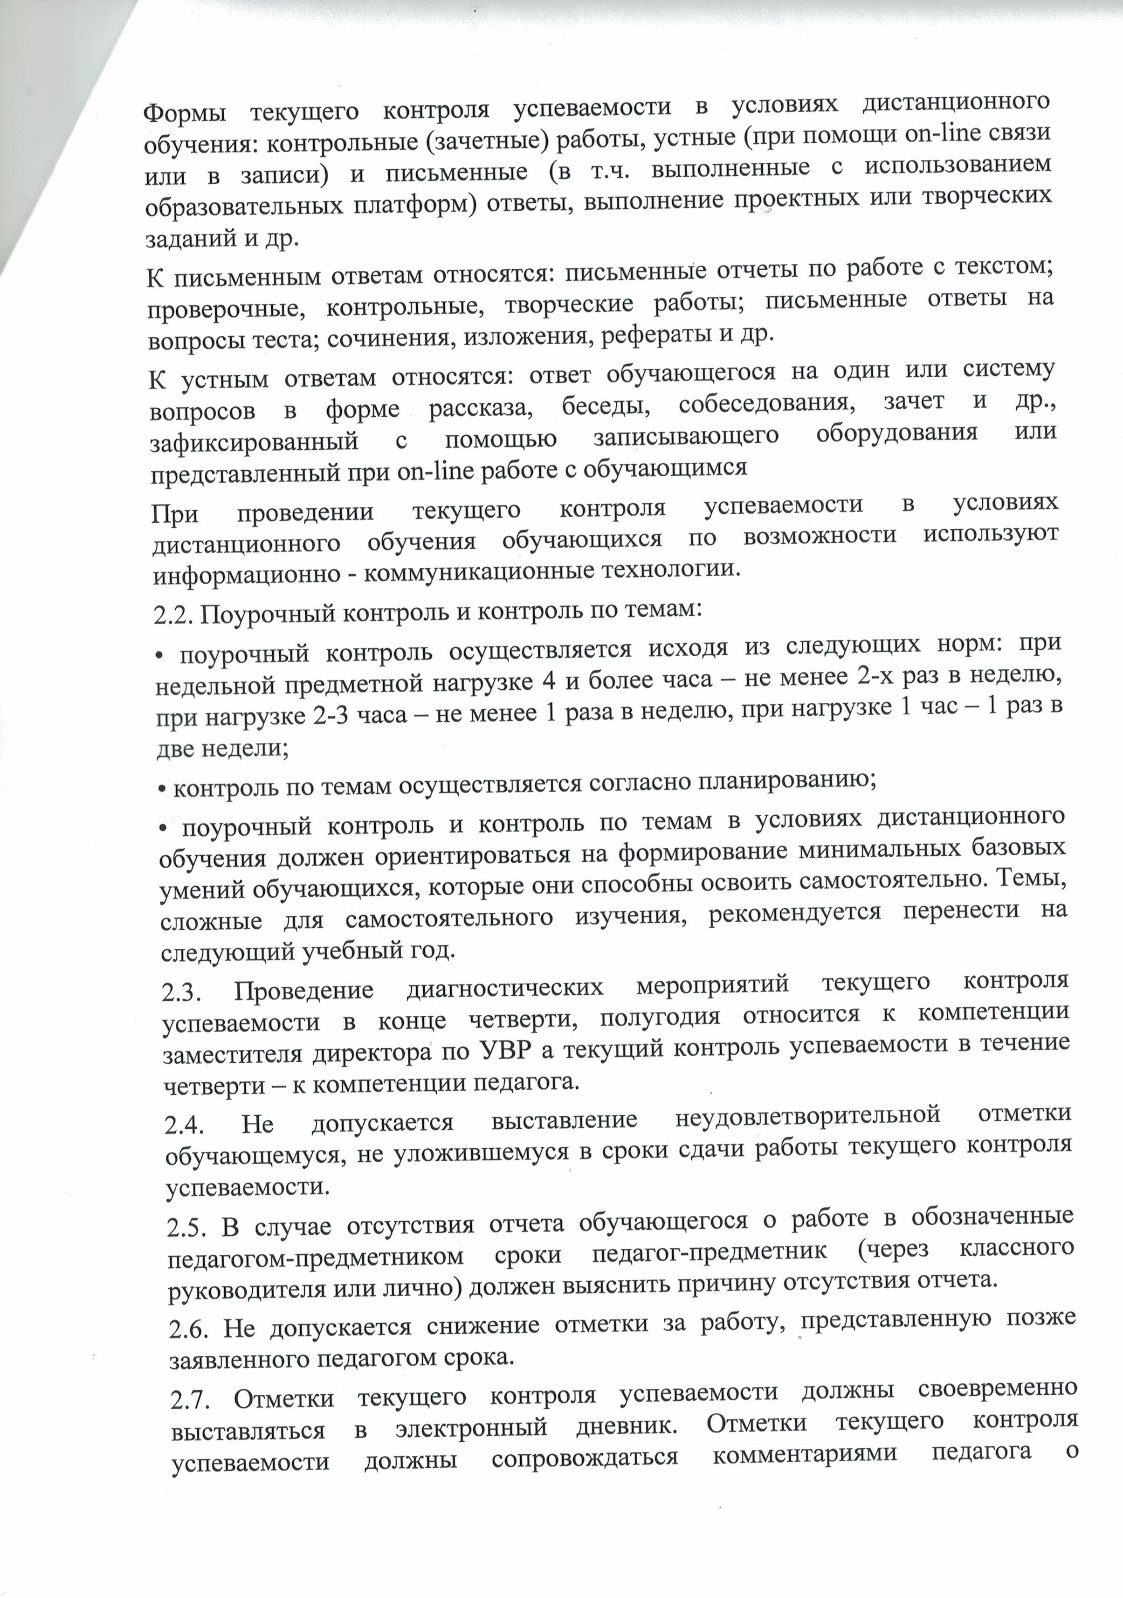 Формы текущего контроля успеваемости в условиях дистанционного
обучения: контрольные (зачетные) работы, устные (при помощи on-line связи
или в записи) и письменные (в т.ч. выполненные с использованием
образовательных платформ) ответы, выполнение проектных или творческих
заданий и др.
К письменным ответам относятся: письменные отчеты по работе с текстом;
проверочные, контрольные, творческие работы; письменные ответы на
вопросы теста; сочинения, изложения, рефераты и др.
К устным ответам относятся: ответ обучающегося на один или систему
вопросов в форме рассказа, беседы, собеседования, зачет и др.,
зафиксированный с помощью записывающего оборудования или
представленный при on-line работе с обучающимся
При проведении текущего контроля успеваемости в условиях
дистанционного обучения обучающихся по возможности используют
информационно - коммуникационные технологии.
2.2. Поурочный контроль и контроль по темам:
• поурочный контроль осуществляется исходя из следующих норм: при
недельной предметной нагрузке 4 и более часа – не менее 2-х раз в неделю,
при нагрузке 2-3 часа – не менее 1 раза в неделю, при нагрузке 1 час – 1 раз в
две недели;
• контроль по темам осуществляется согласно планированию;
• поурочный контроль и контроль по темам в условиях дистанционного
обучения должен ориентироваться на формирование минимальных базовых
умений обучающихся, которые они способны освоить самостоятельно. Темы,
сложные для самостоятельного изучения, рекомендуется перенести на
следующий учебный год.
2.3. Проведение диагностических мероприятий текущего контроля
успеваемости в конце четверти, полугодия относится к компетенции
заместителя директора по УВР а текущий контроль успеваемости в течение
четверти – к компетенции педагога.
2.4. Не допускается выставление неудовлетворительной отметки
обучающемуся, не уложившемуся в сроки сдачи работы текущего контроля
успеваемости.
2.5. В случае отсутствия отчета обучающегося о работе в обозначенные
педагогом-предметником сроки педагог-предметник (через классного
руководителя или лично) должен выяснить причину отсутствия отчета.
2.6. Не допускается снижение отметки за работу, представленную позже
заявленного педагогом срока.
2.7. Отметки текущего контроля успеваемости должны своевременно
выставляться в электронный дневник. Отметки текущего контроля
успеваемости должны сопровождаться комментариями педагога о